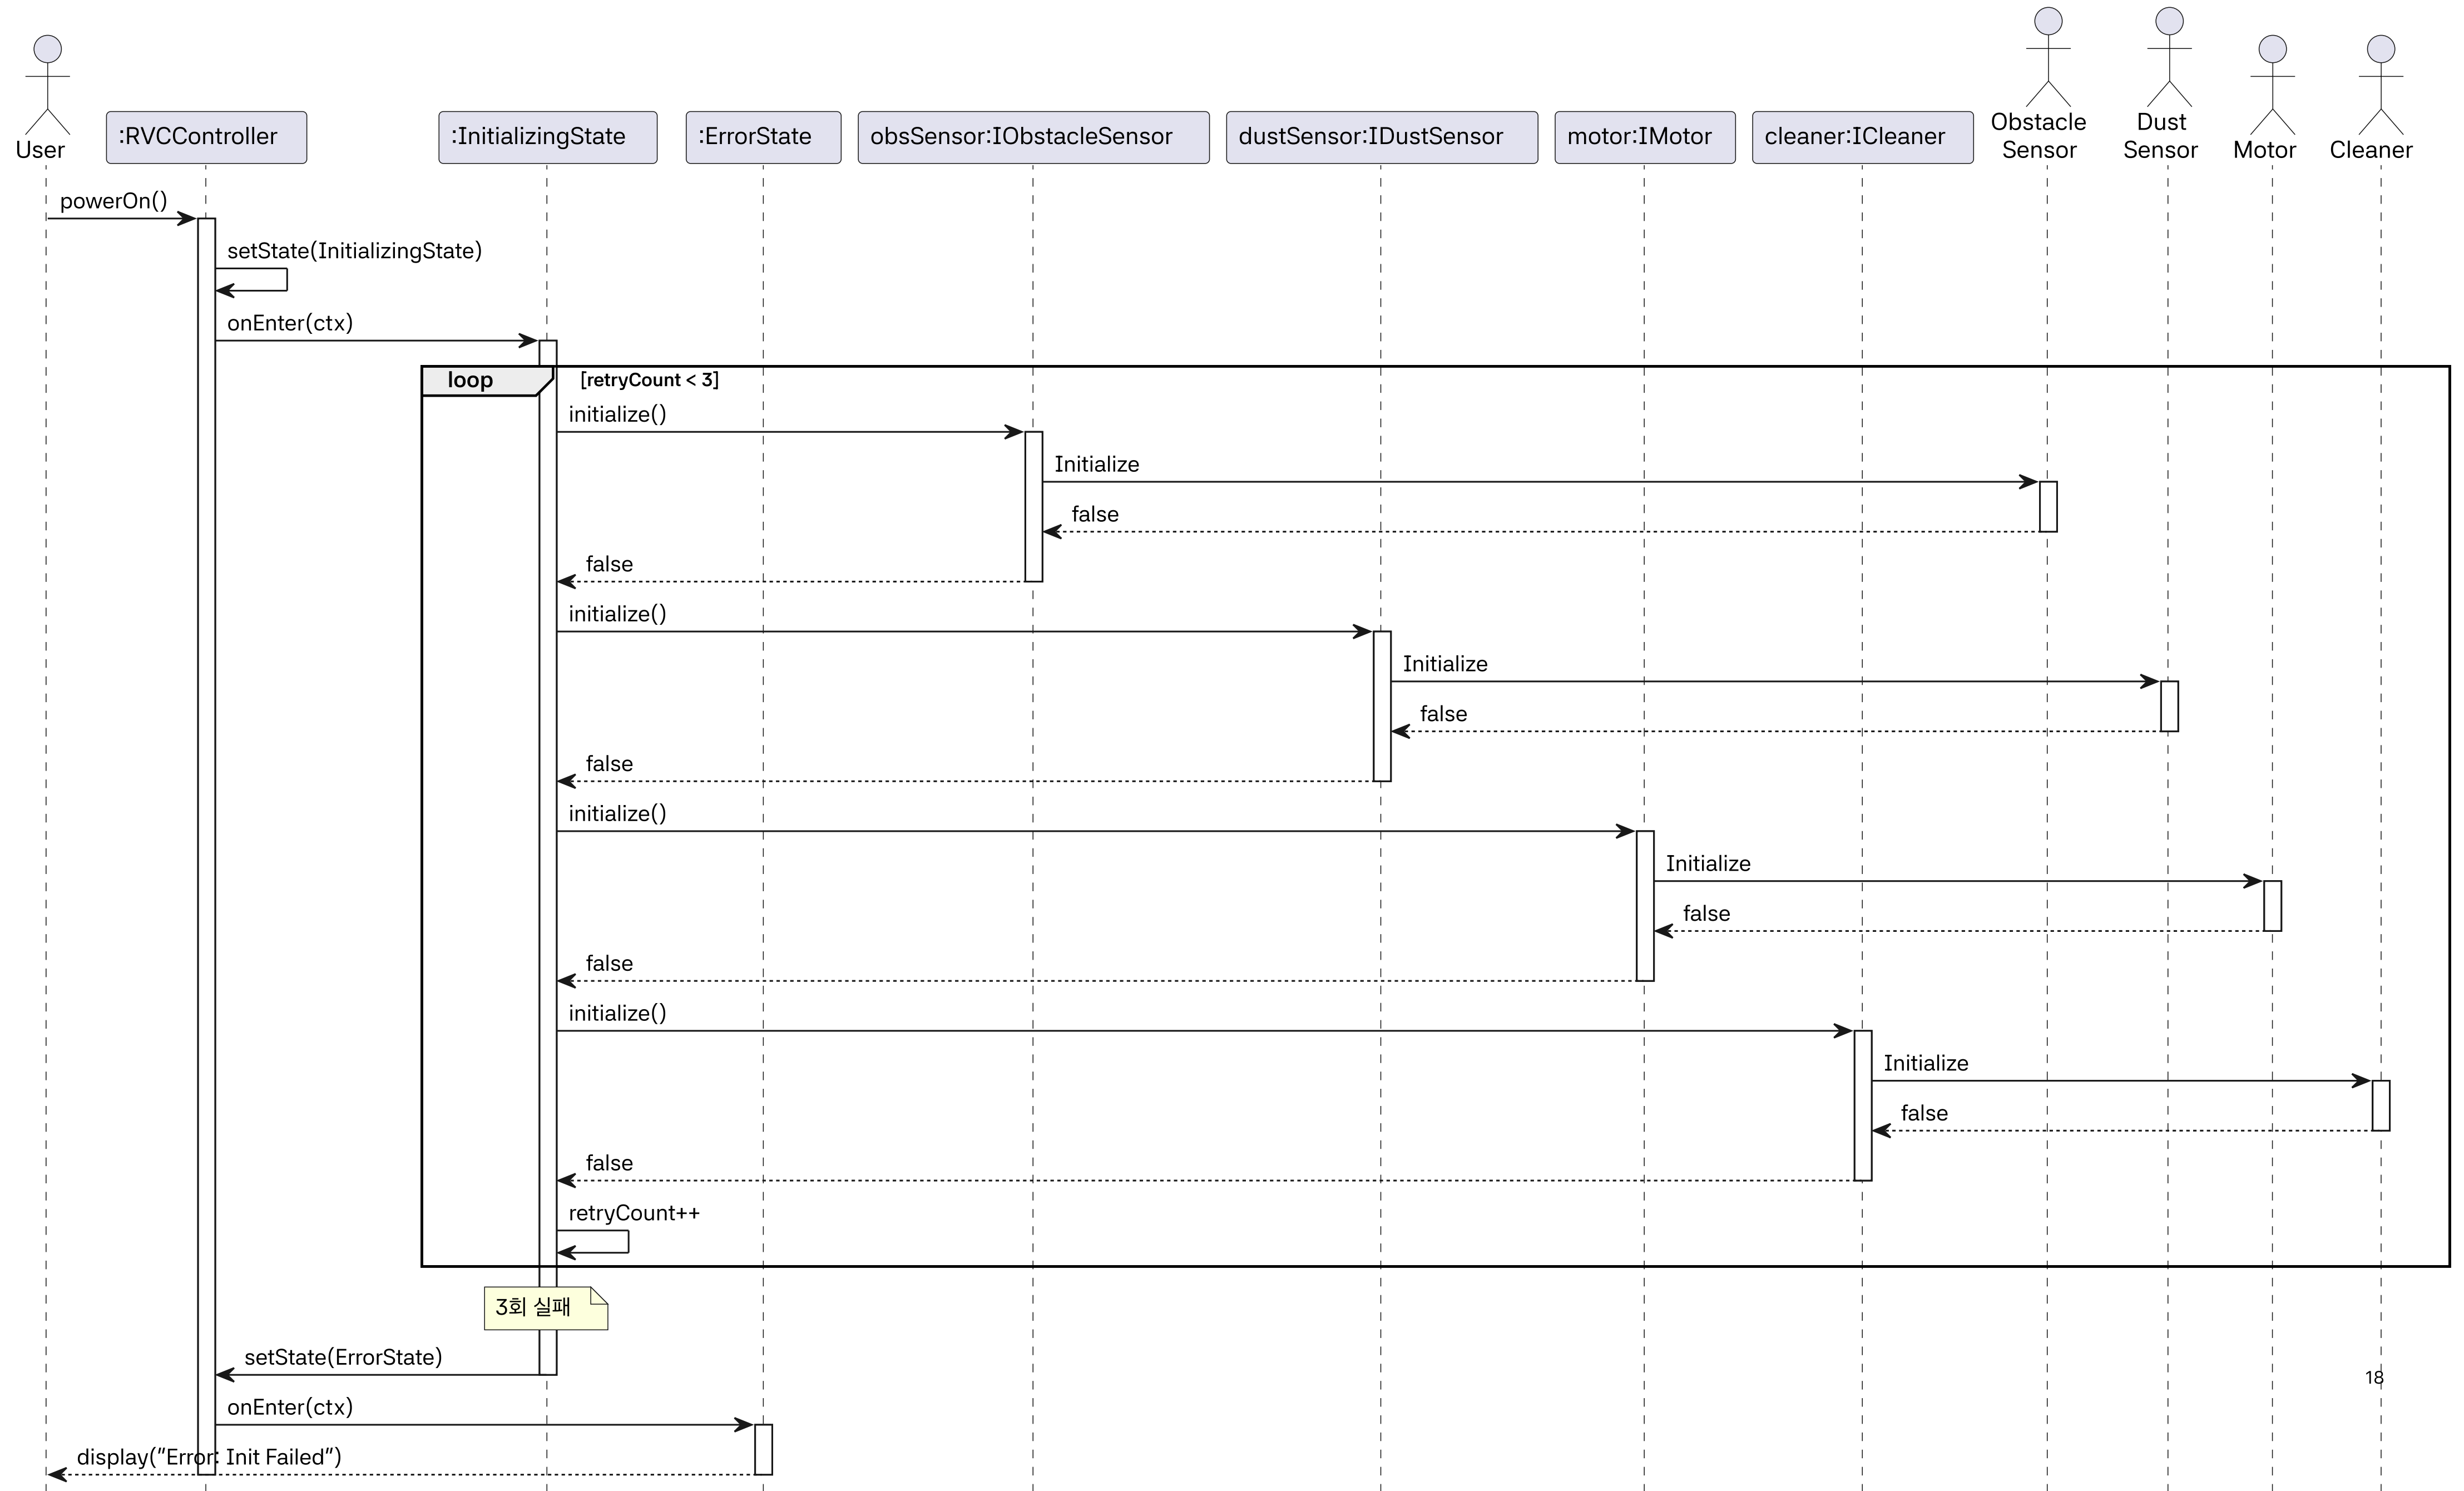 User
:RVCController
:InitializingState
:ErrorState
obsSensor:IObstacleSensor
dustSensor:IDustSensor
motor:IMotor
cleaner:ICleaner
Obstacle
Sensor
Dust
Sensor
Motor
Cleaner
powerOn()
setState(InitializingState)
onEnter(ctx)
loop
[retryCount < 3]
initialize()
Initialize
false
false
initialize()
Initialize
false
false
initialize()
Initialize
false
false
initialize()
Initialize
false
false
retryCount++
3회 실패
setState(ErrorState)
18
onEnter(ctx)
display("Error: Init Failed")